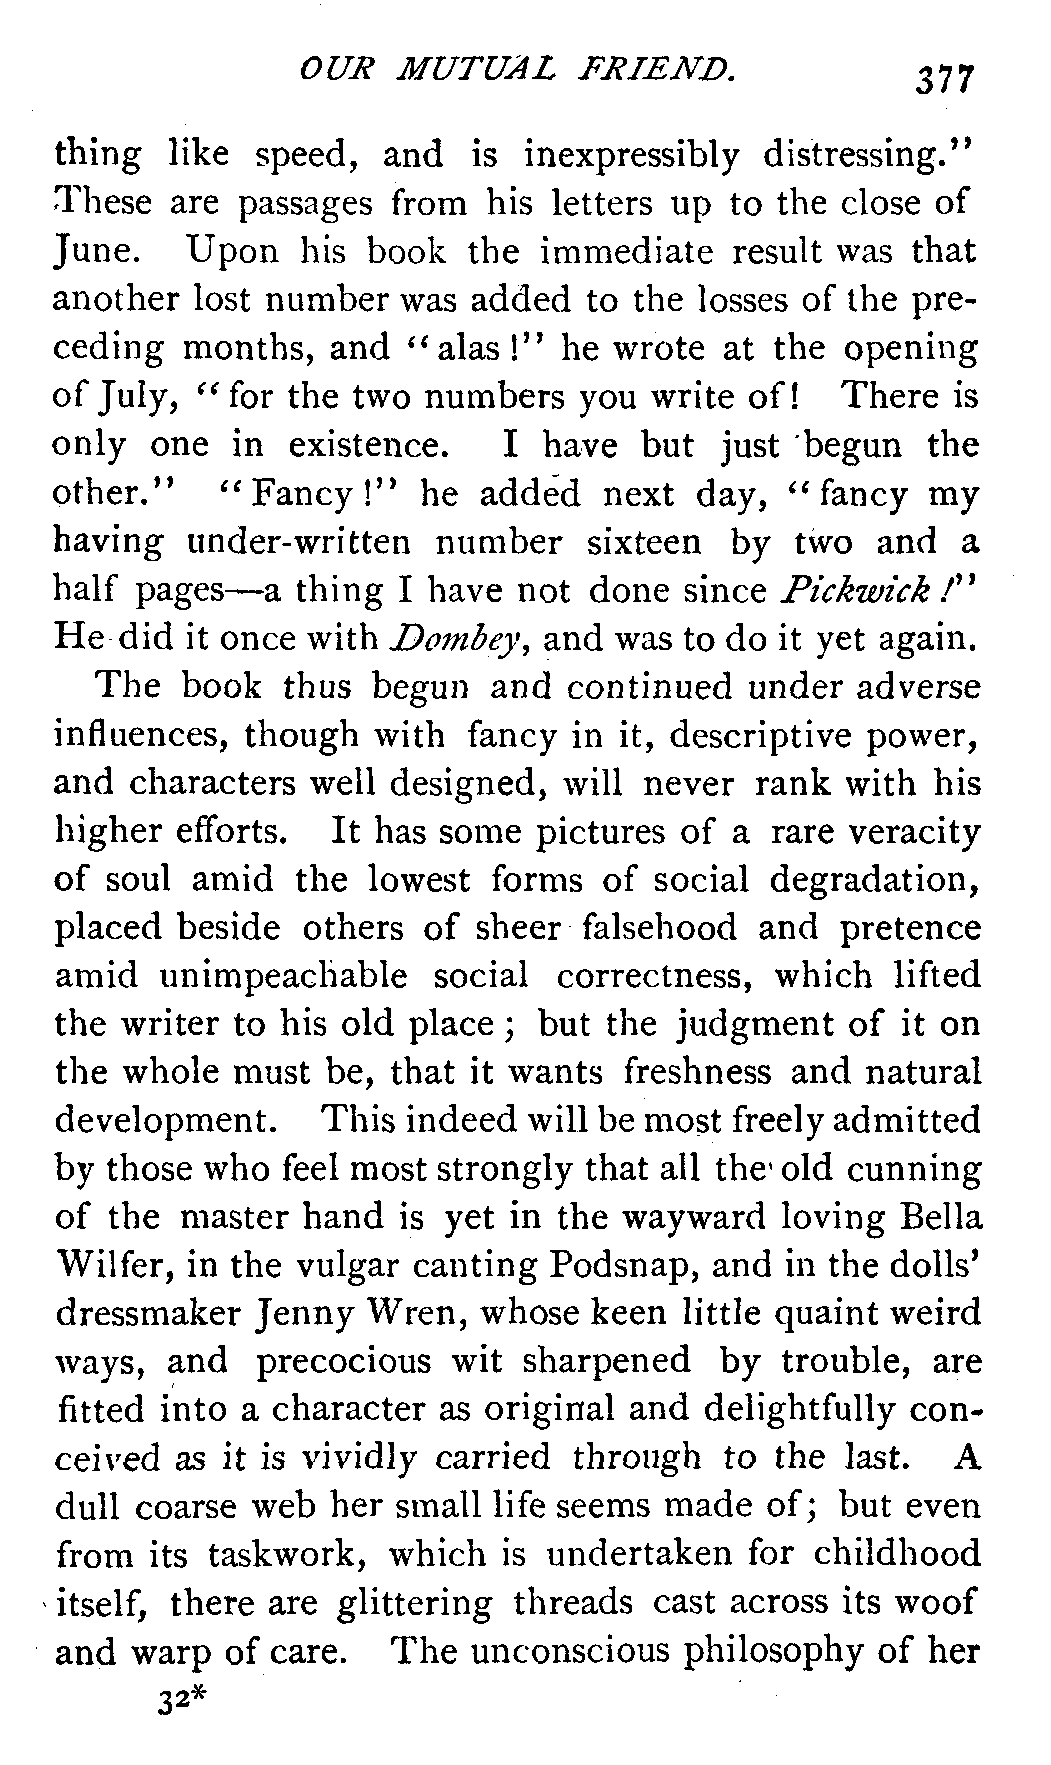 OUR MUTUAL FRIEND. 377
thing like speed, and is inexpressibly distressing."
These are passages from his letters up to the close of
June. Upon his book the immediate result was that
another lost number was added to the losses of the pre-
ceding months, and "alas!" he wrote at the opening
of July, "for the two numbers you write of! There is
only one in existence. I have but just begun the
other." "Fancy!" he added next day, "fancy my
having under-written number sixteen by two and a
half pages—a thing I have not done since Pickwick!"
He did it once with Dombey, and was to do it yet again.
The book thus begun and continued under adverse
influences, though with fancy in it, descriptive power,
and characters well designed, will never rank with his
higher efforts. It has some pictures of a rare veracity
of soul amid the lowest forms of social degradation,
placed beside others of sheer falsehood and pretence
amid unimpeachable social correctness, which lifted
the writer to his old place; but the judgment of it on
the whole must be, that it wants freshness and natural
development. This indeed will be most freely admitted
by those who feel most strongly that all the old cunning
of the master hand is yet in the wayward loving Bella
Wilfer, in the vulgar canting Podsnap, and in the dolls'
dressmaker Jenny Wren, whose keen little quaint weird
ways, and precocious wit sharpened by trouble, are
fitted into a character as original and delightfully con-
ceived as it is vividly carried through to the last. A
dull coarse web her small life seems made of; but even
from its taskwork, which is undertaken for childhood
itself, there are glittering threads cast across its woof
and warp of care. The unconscious philosophy of her
32*